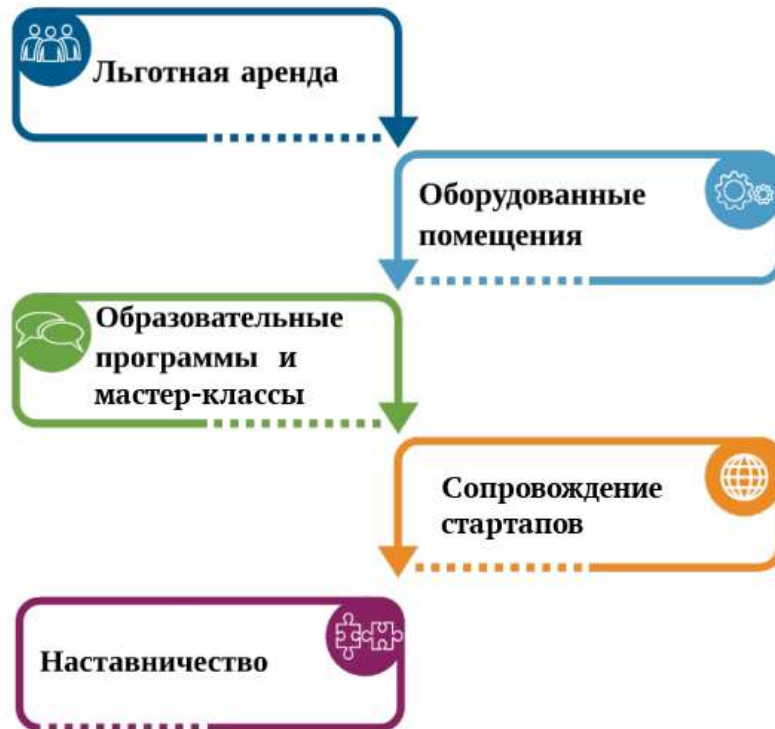 Льготная аренда
Оборудованные
помещения
Образовательные
программы и
мастер-классы
Сопровождение
стартапов
Наставничество